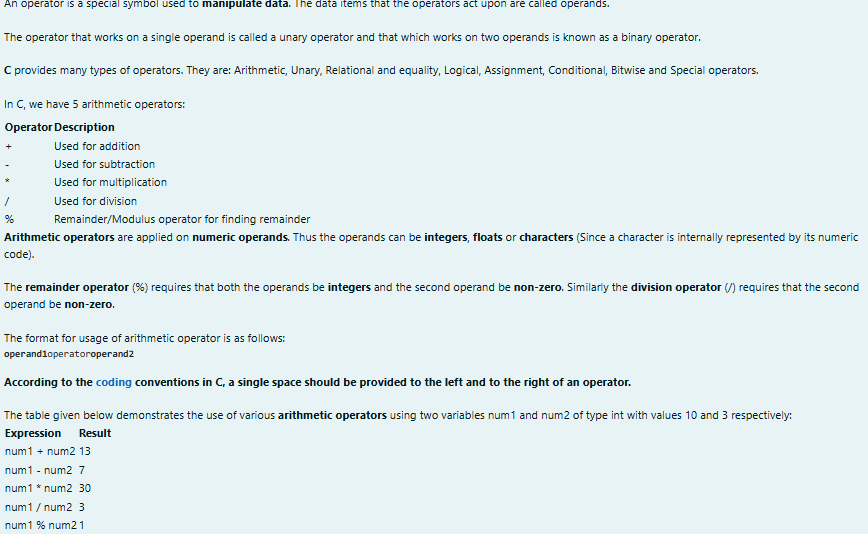 An operator is a special symbol used to manipulate data. The data items that the operators act upon are called operands.
The operator that works on a single operand is called a unary operator and that which works on two operands is known as a binary operator.
C provides many types of operators. They are: Arithmetic, Unary, Relational and equality, Logical, Assignment, Conditional, Bitwise and Special operators.
In C, we have 5 arithmetic operators:
Operator Description
+ Used for addition
- Used for subtraction
* Used for multiplication
/ Used for division
% Remainder/Modulus operator for finding remainder
Arithmetic operators are applied on numeric operands. Thus the operands can be integers, floats or characters (Since a character is internally represented by its numeric
code).
The remainder operator (%) requires that both the operands be integers and the second operand be non-zero. Similarly the division operator (/) requires that the second
operand be non-zero.
The format for usage of arithmetic operator is as follows:
operand1operatoroperand2
According to the coding conventions in C, a single space should be provided to the left and to the right of an operator.
The table given below demonstrates the use of various arithmetic operators using two variables num1 and num2 of type int with values 10 and 3 respectively:
Expression Result
num1 + num2 13
num1 - num2 7
num1 * num2 30
num1 / num2 3
num1 % num2 1